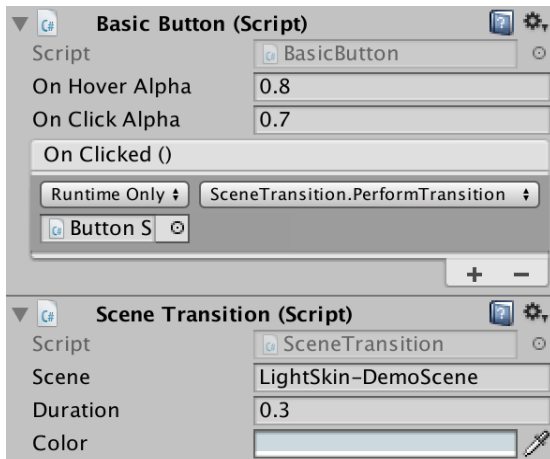 Basic Button (Script)
Script BasicButton
On Hover Alpha 0.8
On Click Alpha 0.7
On Clicked ()
Runtime Only SceneTransition.PerformTransition
Button S
+ −
Scene Transition (Script)
Script SceneTransition
Scene LightSkin-DemoScene
Duration 0.3
Color